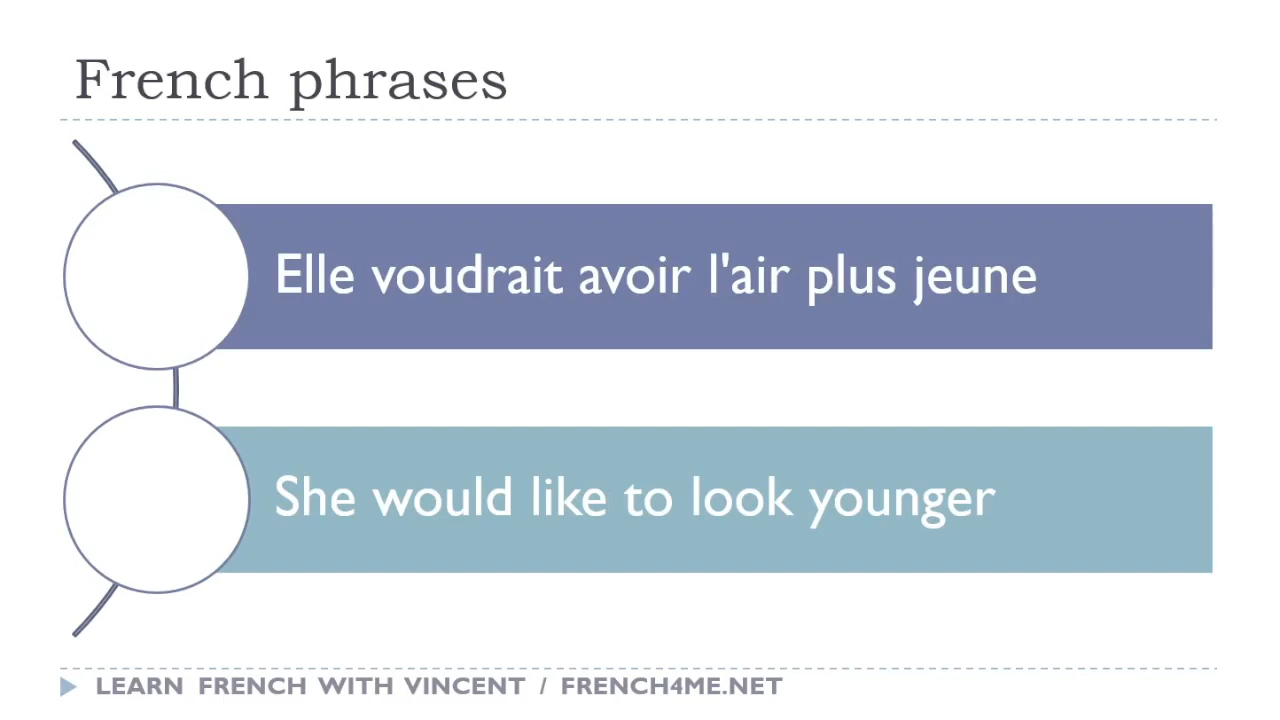 French phrases
Elle voudrait avoir l'air plus jeune
She would like to look younger
LEARN FRENCH WITH VINCENT / FRENCH4ME.NET